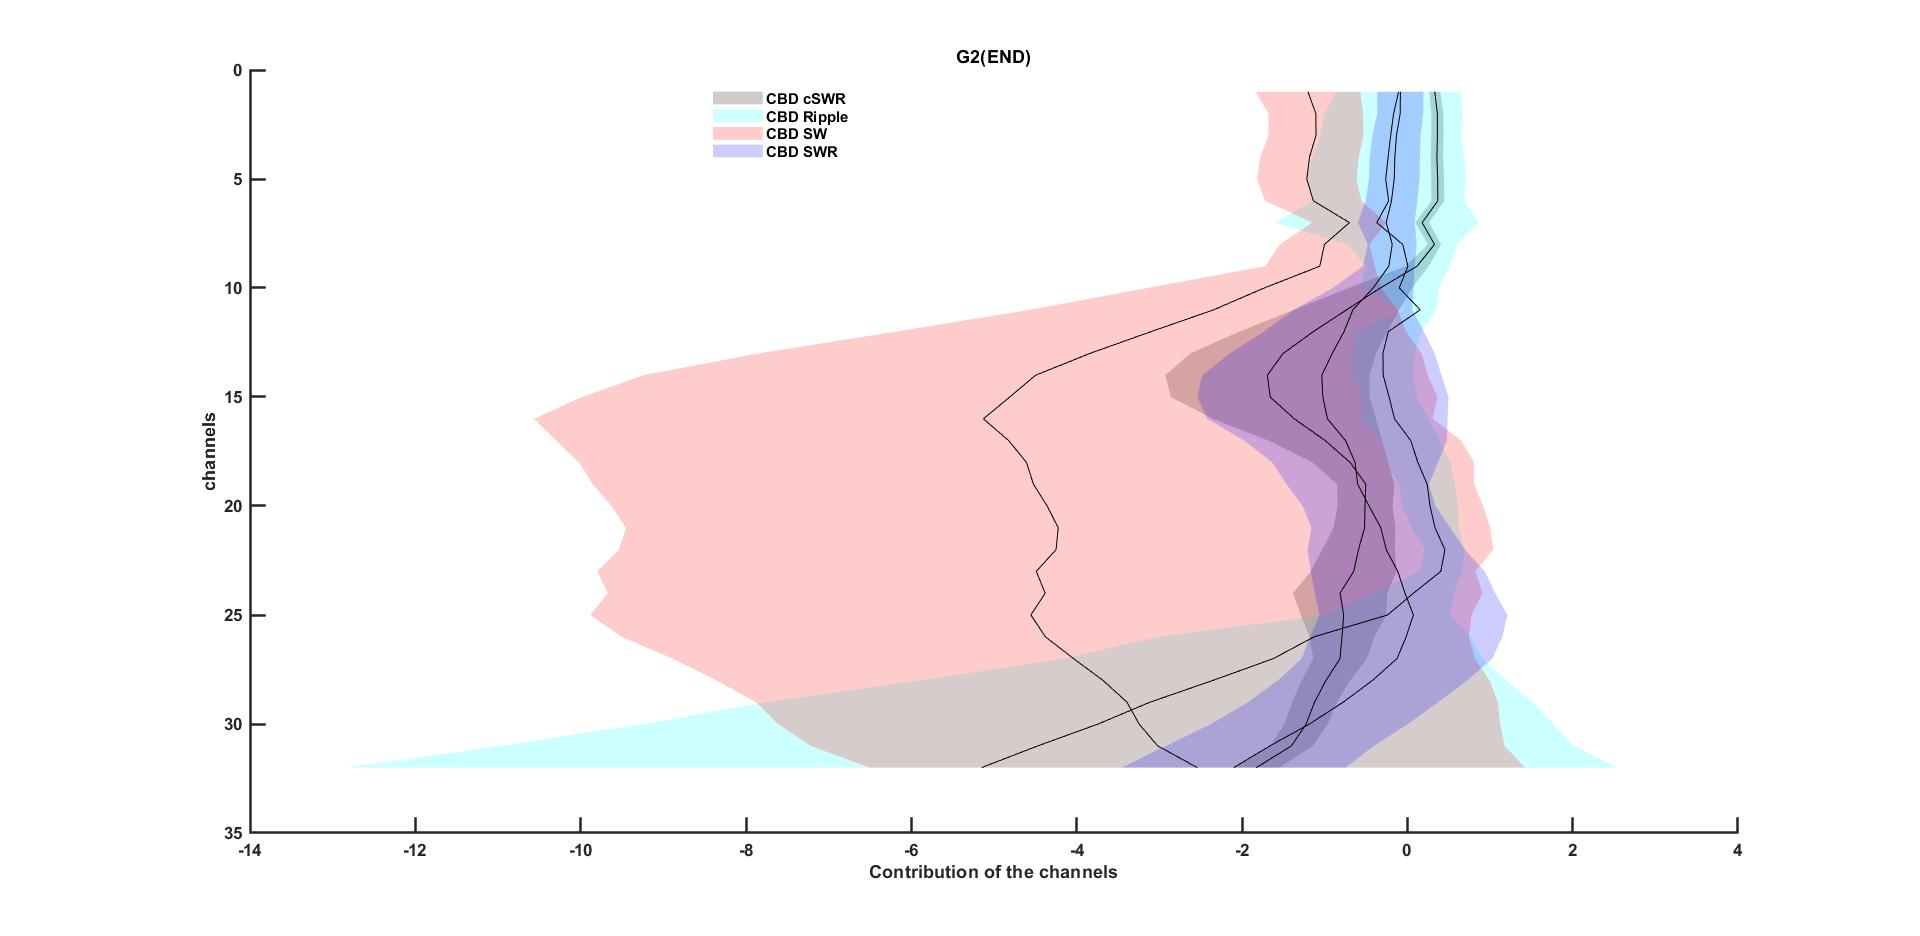 G2(END)
CBD cSWR
CBD Ripple
CBD SW
CBD SWR
0
5
10
15
20
25
30
35
channels
-14 -12 -10 -8 -6 -4 -2 0 2 4
Contribution of the channels